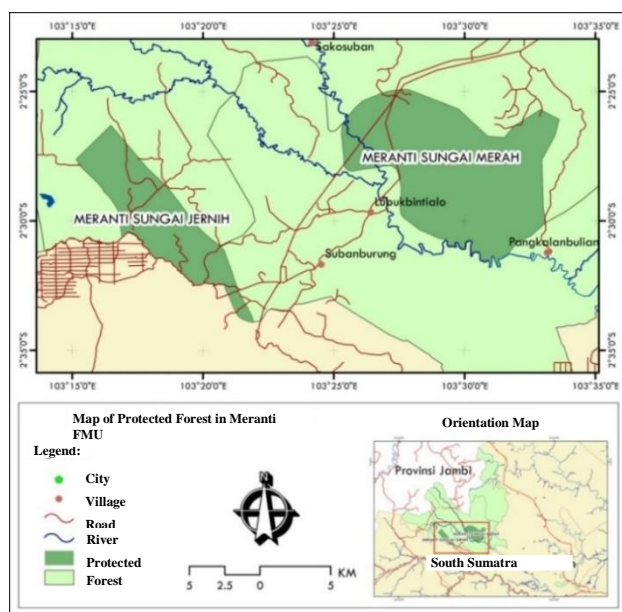 103°15'0"E 103°20'0"E 103°25'0"E 103°30'0"E 103°35'0"E
Sakosuban
2°25'0"S 2°25'0"S
MERANTI SUNGAI MERAH
Lubukbintialo
2°30'0"S 2°30'0"S
MERANTI SUNGAI JERNIH
Pangkalanbulian
Subanburung
2°35'0"S 2°35'0"S
103°15'0"E 103°20'0"E 103°25'0"E 103°30'0"E 103°35'0"E
Map of Protected Forest in Meranti
FMU
Legend:
City
Village
Road
River
Protected
Forest
N
KM
5 2.5 0 5
Orientation Map
Provinsi Jambi
South Sumatra